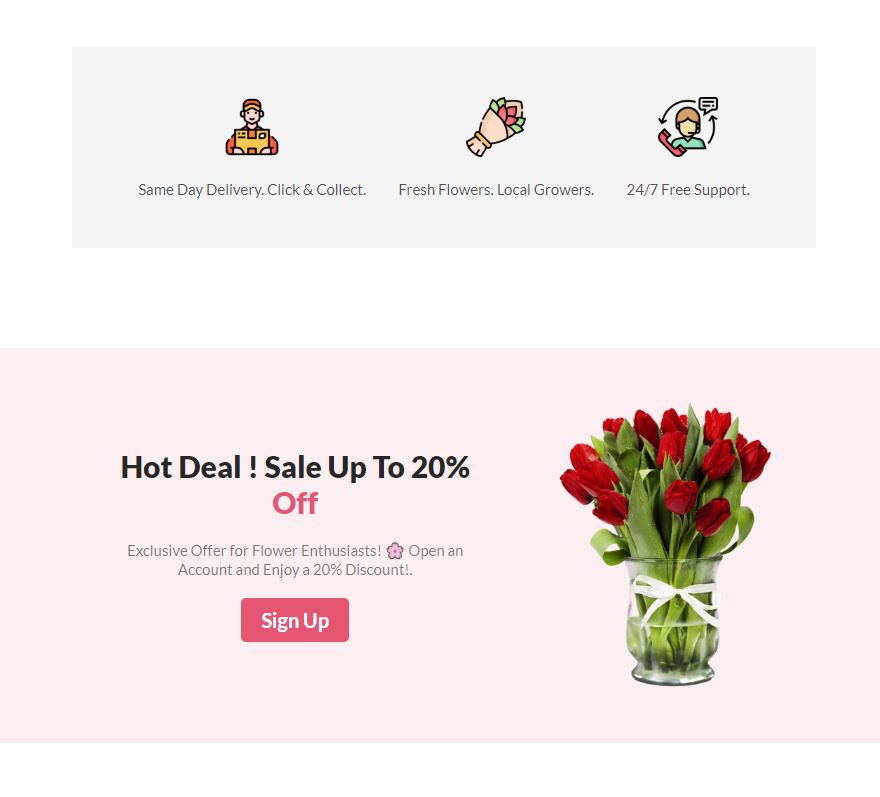 Same Day Delivery. Click & Collect.
Fresh Flowers. Local Growers.
24/7 Free Support.
Hot Deal ! Sale Up To 20%
Off
Exclusive Offer for Flower Enthusiasts! 🌸 Open an
Account and Enjoy a 20% Discount!.
Sign Up